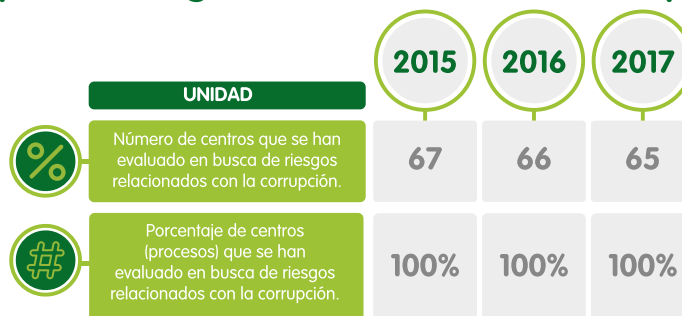 2015 2016 2017
UNIDAD
%
Número de centros que se han
evaluado en busca de riesgos
relacionados con la corrupción.
67 66 65
#
Porcentaje de centros
(procesos) que se han
evaluado en busca de riesgos
relacionados con la corrupción.
100% 100% 100%